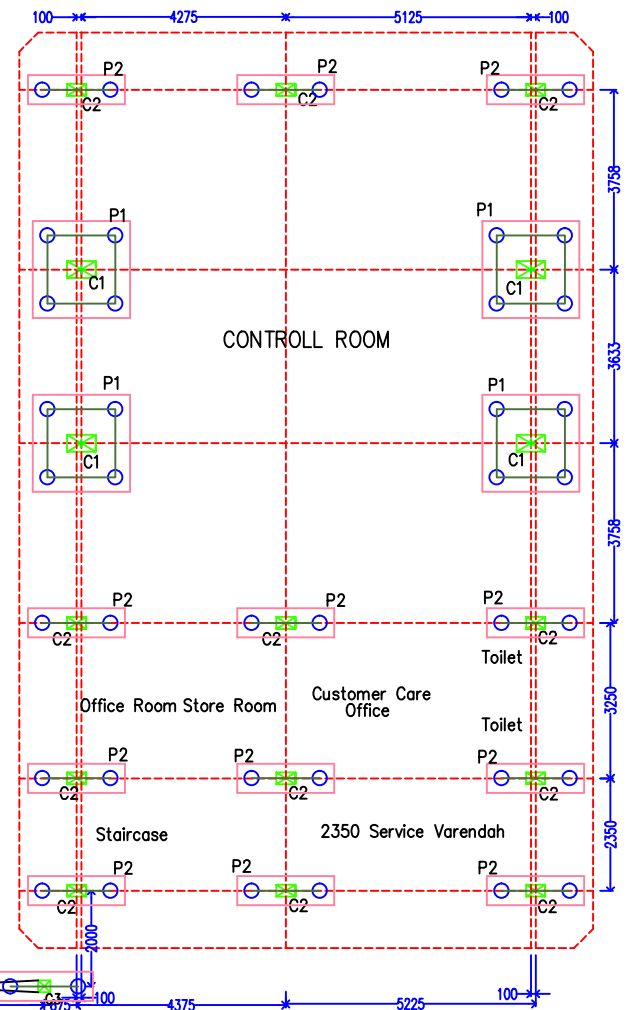 100 4275 5125 100
P2 P2 P2
C2 C2 C2
3758
P1 P1
C1 C1
CONTROLL ROOM
3633
P1 P1
C1 C1
3758
P2 P2 P2
C2 C2 C2
Toilet
3250
Office Room Store Room
Customer Care
Office
Toilet
P2 P2 P2
C2 C2 C2
Staircase
2350 Service Varendah
2350
P2 P2 P2
C2 C2 C2
2000
C3
100 100
4375 5225